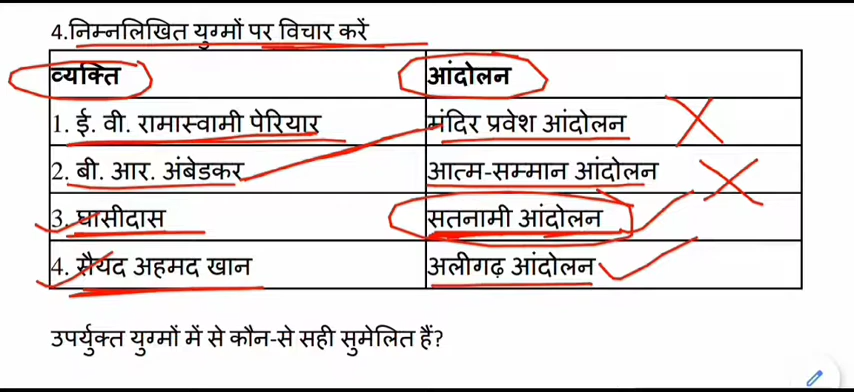 4.निम्नलिखित युग्मों पर विचार करें
व्यक्ति आंदोलन
1. ई. वी. रामास्वामी पेरियार मंदिर प्रवेश आंदोलन
2. बी. आर. अंबेडकर आत्म-सम्मान आंदोलन
3. घासीदास सतनामी आंदोलन
4. सैयद अहमद खान अलीगढ़ आंदोलन
उपर्युक्त युग्मों में से कौन-से सही सुमेलित हैं?